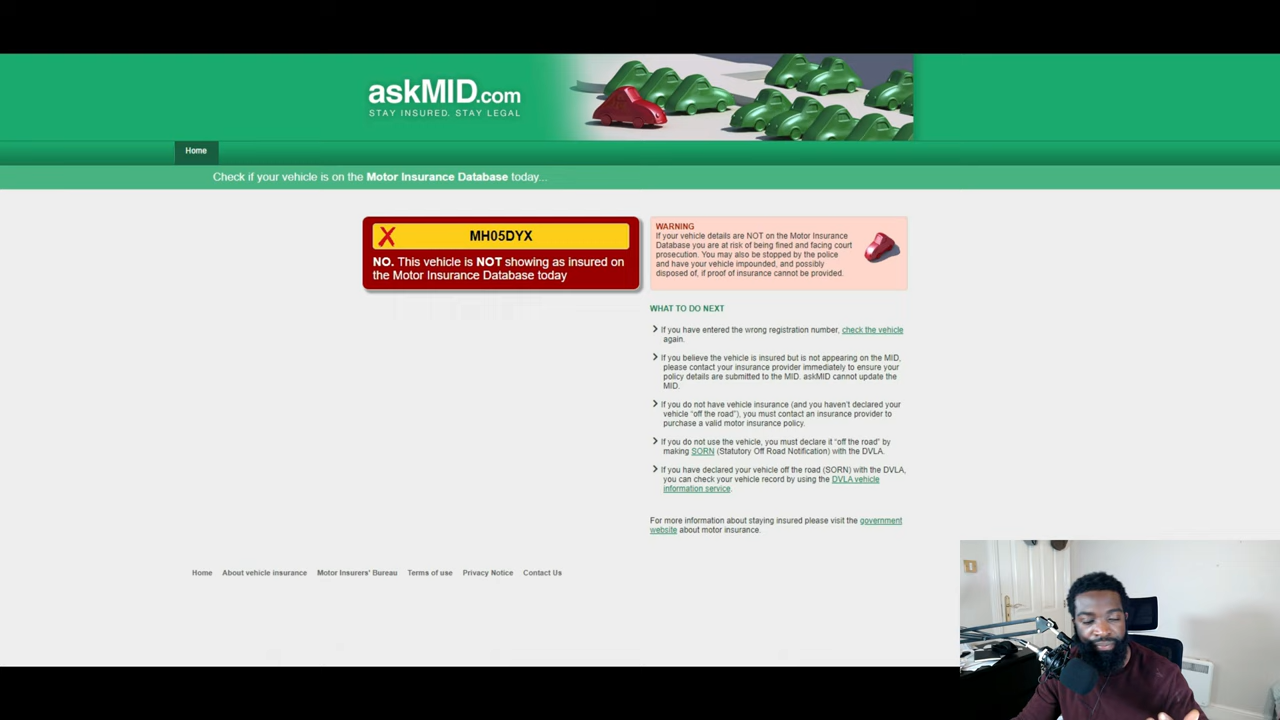 askMID.com
STAY INSURED. STAY LEGAL
Home
Check if your vehicle is on the Motor Insurance Database today...
MH05DYX
NO. This vehicle is NOT showing as insured on
the Motor Insurance Database today
WARNING
If your vehicle details are NOT on the Motor Insurance
Database you are at risk of being fined and facing court
prosecution. You may also be stopped by the police
and have your vehicle impounded, and possibly
disposed of, if proof of insurance cannot be provided.
WHAT TO DO NEXT
If you have entered the wrong registration number, check the vehicle
again.
If you believe the vehicle is insured but is not appearing on the MID,
please contact your insurance provider immediately to ensure your
policy details are submitted to the MID. askMID cannot update the
MID.
If you do not have vehicle insurance (and you haven't declared your
vehicle "off the road"), you must contact an insurance provider to
purchase a valid motor insurance policy.
If you do not use the vehicle, you must declare it "off the road" by
making SORN (Statutory Off Road Notification) with the DVLA.
If you have declared your vehicle off the road (SORN) with the DVLA,
you can check your vehicle record by using the DVLA vehicle
information service.
For more information about staying insured please visit the government
website about motor insurance.
Home About vehicle insurance Motor Insurers' Bureau Terms of use Privacy Notice Contact Us